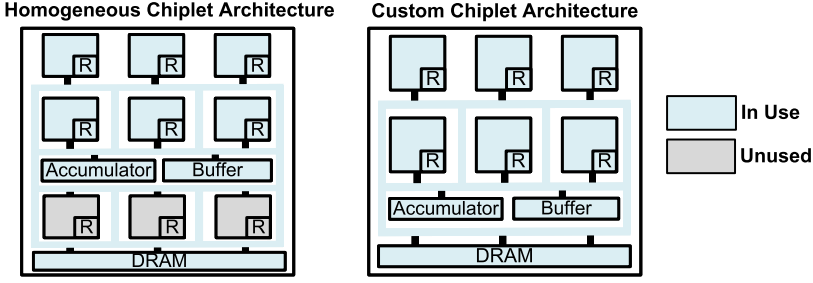 Homogeneous Chiplet Architecture
R R R
R R R
Accumulator Buffer
R R R
DRAM
Custom Chiplet Architecture
R R R
R R R
Accumulator Buffer
DRAM
In Use
Unused